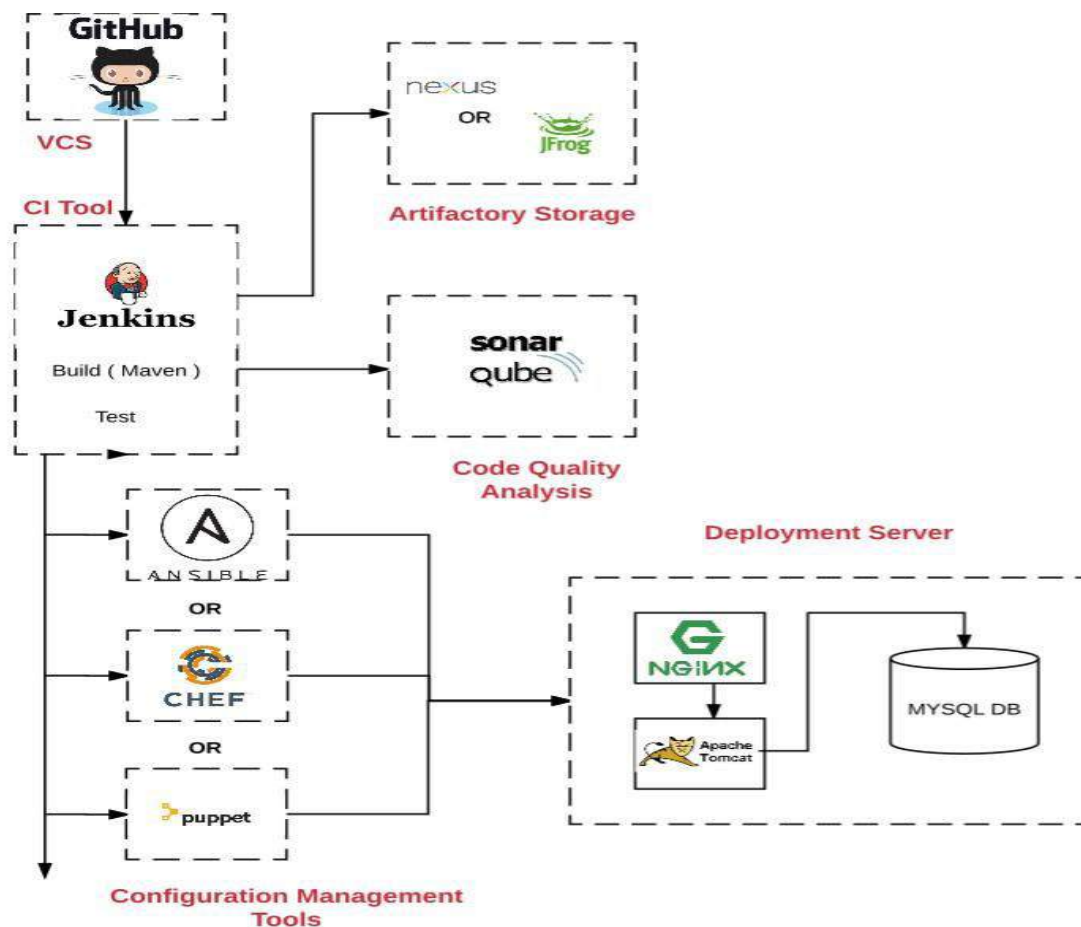 GitHub
VCS
CI Tool
Jenkins
Build ( Maven )
Test
nexus
OR
JFrog
Artifactory Storage
sonar
qube
Code Quality
Analysis
ANSIBLE
OR
CHEF
OR
puppet
Configuration Management
Tools
Deployment Server
NGINX
Apache
Tomcat
MYSQL DB